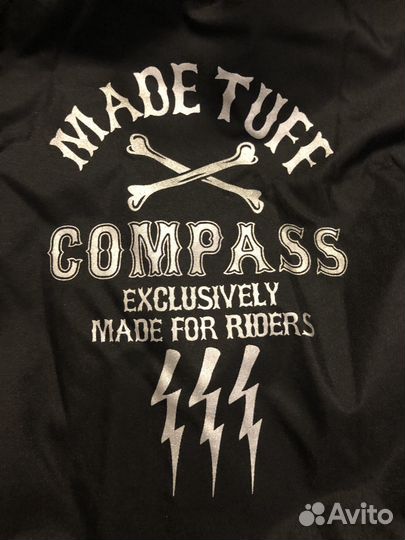 MADE TUFF
COMPASS
EXCLUSIVELY
MADE FOR RIDERS
Avito